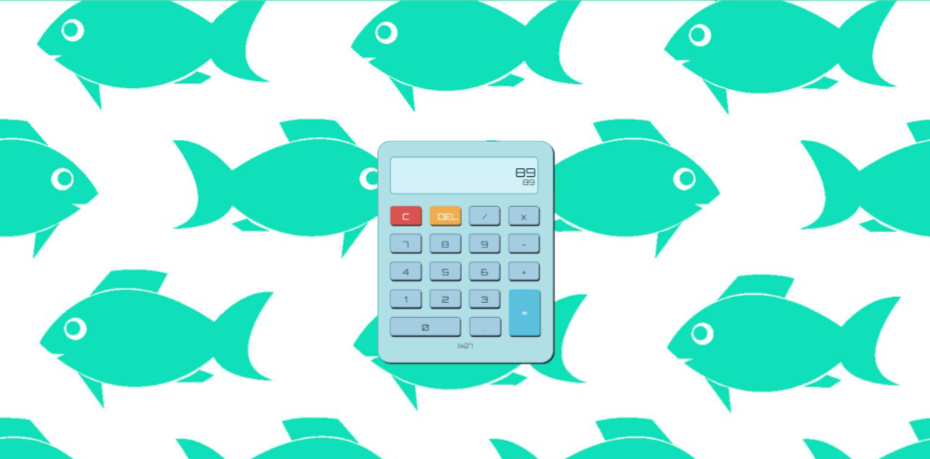 89
89
C DEL / x
7 8 9 -
4 5 6 +
1 2 3 =
0 .